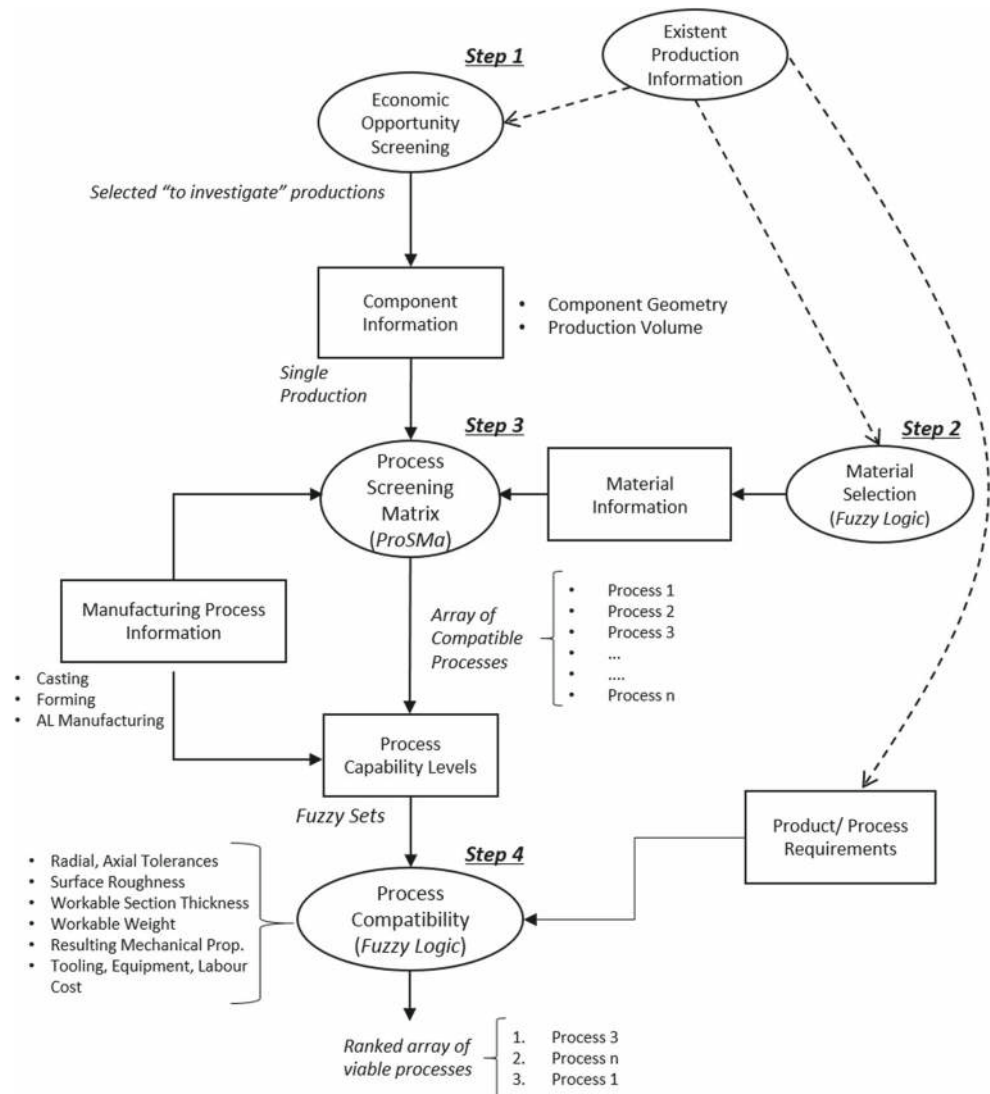 Existent
Production
Information
Step 1
Economic
Opportunity
Screening
Selected “to investigate” productions
Component
Information
• Component Geometry
• Production Volume
Single
Production
Step 3
Step 2
Process
Screening
Matrix
(ProSMa)
Material
Information
Material
Selection
(Fuzzy Logic)
Manufacturing Process
Information
• Casting
• Forming
• AL Manufacturing
Array of
Compatible
Processes
• Process 1
• Process 2
• Process 3
• ...
• ....
• Process n
Process
Capability Levels
Fuzzy Sets
Product/ Process
Requirements
Step 4
• Radial, Axial Tolerances
• Surface Roughness
• Workable Section Thickness
• Workable Weight
• Resulting Mechanical Prop.
• Tooling, Equipment, Labour
Cost
Process
Compatibility
(Fuzzy Logic)
Ranked array of
viable processes
1. Process 3
2. Process n
3. Process 1